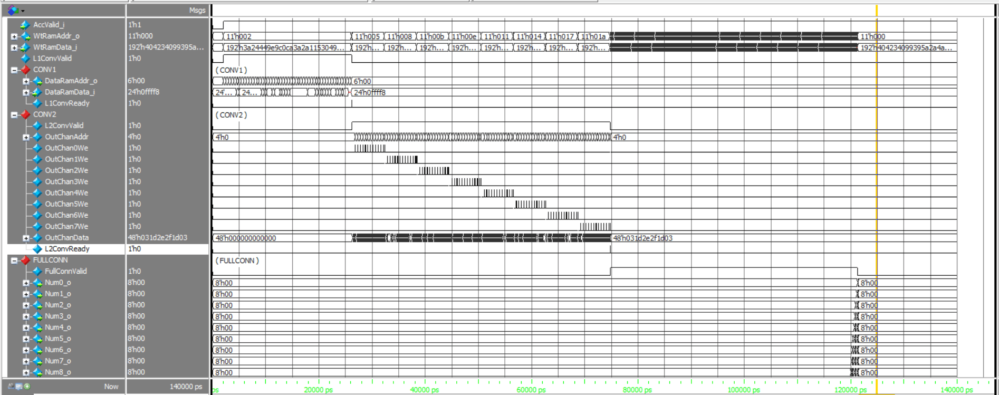 Msgs
AccValid_i 1'h1
WtRamAddr_o 11'h000 11'h002 11'h005 11'h008 11'h00b 11'h00e 11'h011 11'h014 11'h017 11'h01a 11'h000
WtRamData_i 192'h404234099395a... 192'h3a24449e9c0ca3a2a1153049... 192'h... 192'h... 192'h... 192'h... 192'h... 192'h... 192'h... 192'h... 192'h404234099395a2a4a...
L1ConvValid 1'h0
CONV1 (CONV1)
DataRamAddr_o 6'h00 6'h00
DataRamData_i 24'h0ffff8 24'... 24... 24'h0ffff8
L1ConvReady 1'h0
CONV2 (CONV2)
L2ConvValid 1'h0
OutChanAddr 4'h0 4'h0 4'h0
OutChan0We 1'h0
OutChan1We 1'h0
OutChan2We 1'h0
OutChan3We 1'h0
OutChan4We 1'h0
OutChan5We 1'h0
OutChan6We 1'h0
OutChan7We 1'h0
OutChanData 48'h031d2e2f1d03 48'h000000000000 48'h031d2e2f1d03
L2ConvReady 1'h0
FULLCONN (FULLCONN)
FullConnValid 1'h0
Num0_o 8'h00 8'h00 8'h00
Num1_o 8'h00 8'h00 8'h00
Num2_o 8'h00 8'h00 8'h00
Num3_o 8'h00 8'h00 8'h00
Num4_o 8'h00 8'h00 8'h00
Num5_o 8'h00 8'h00 8'h00
Num6_o 8'h00 8'h00 8'h00
Num7_o 8'h00 8'h00 8'h00
Num8_o 8'h00 8'h00 8'h00
Now 140000 ps ps 20000 ps 40000 ps 60000 ps 80000 ps 100000 ps 120000 ps 140000 ps